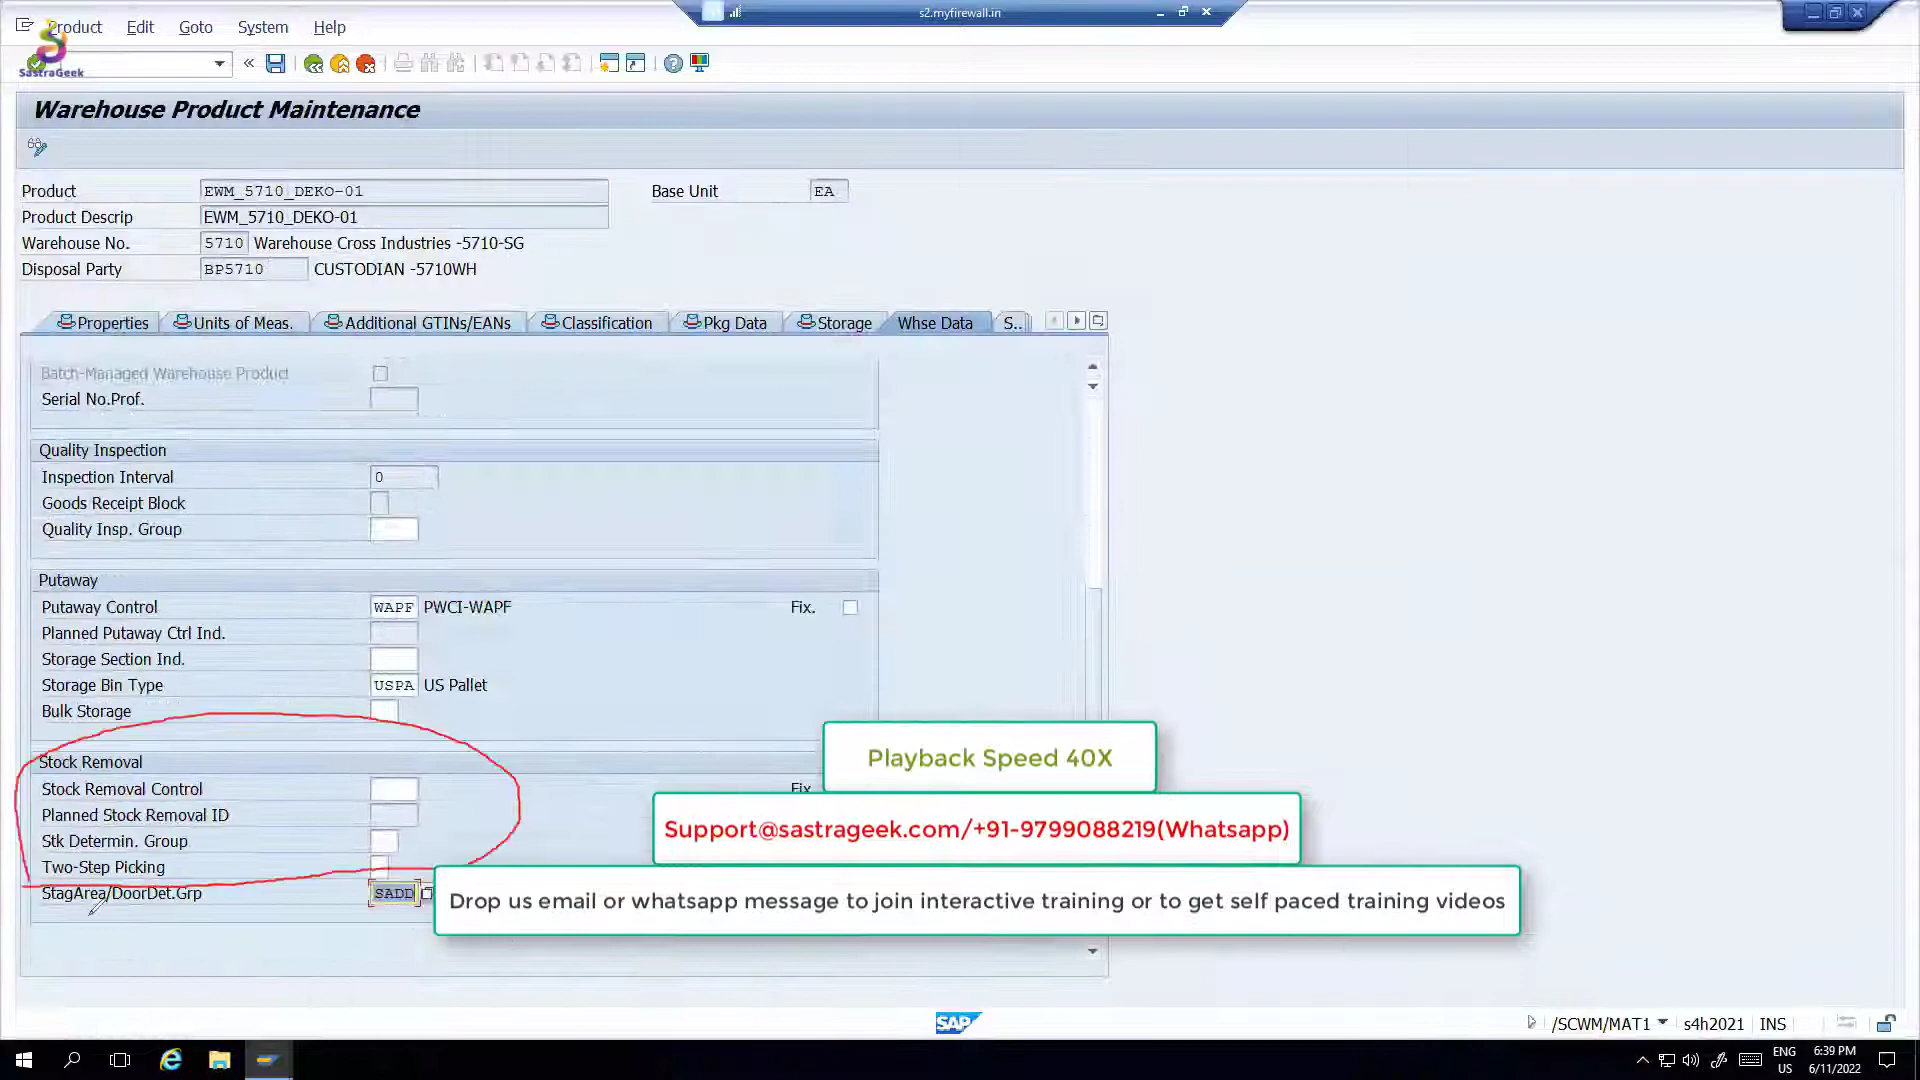 s2.myfirewall.in
Product Edit Goto System Help
SastraGeek
Warehouse Product Maintenance
Product EWM_5710_DEKO-01 Base Unit EA
Product Descrip EWM_5710_DEKO-01
Warehouse No. 5710 Warehouse Cross Industries -5710-SG
Disposal Party BP5710 CUSTODIAN -5710WH
Properties Units of Meas. Additional GTINs/EANs Classification Pkg Data Storage Whse Data S..
Batch-Managed Warehouse Product
Serial No.Prof.
Quality Inspection
Inspection Interval 0
Goods Receipt Block
Quality Insp. Group
Putaway
Putaway Control WAPF PWCI-WAPF Fix.
Planned Putaway Ctrl Ind.
Storage Section Ind.
Storage Bin Type USPA US Pallet
Bulk Storage
Stock Removal
Stock Removal Control Fix
Planned Stock Removal ID
Stk Determin. Group
Two-Step Picking
StagArea/DoorDet.Grp SADD
Playback Speed 40X
Support@sastrageek.com/+91-9799088219(Whatsapp)
Drop us email or whatsapp message to join interactive training or to get self paced training videos
SAP
/SCWM/MAT1 s4h2021 INS
ENG 6:39 PM
US 6/11/2022